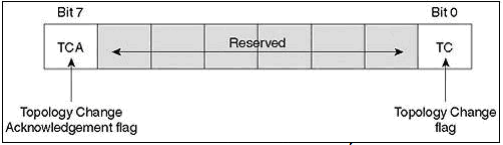 Bit 7
Bit 0
TCA
Reserved
TC
Topology Change
Acknowledgement flag
Topology Change
flag